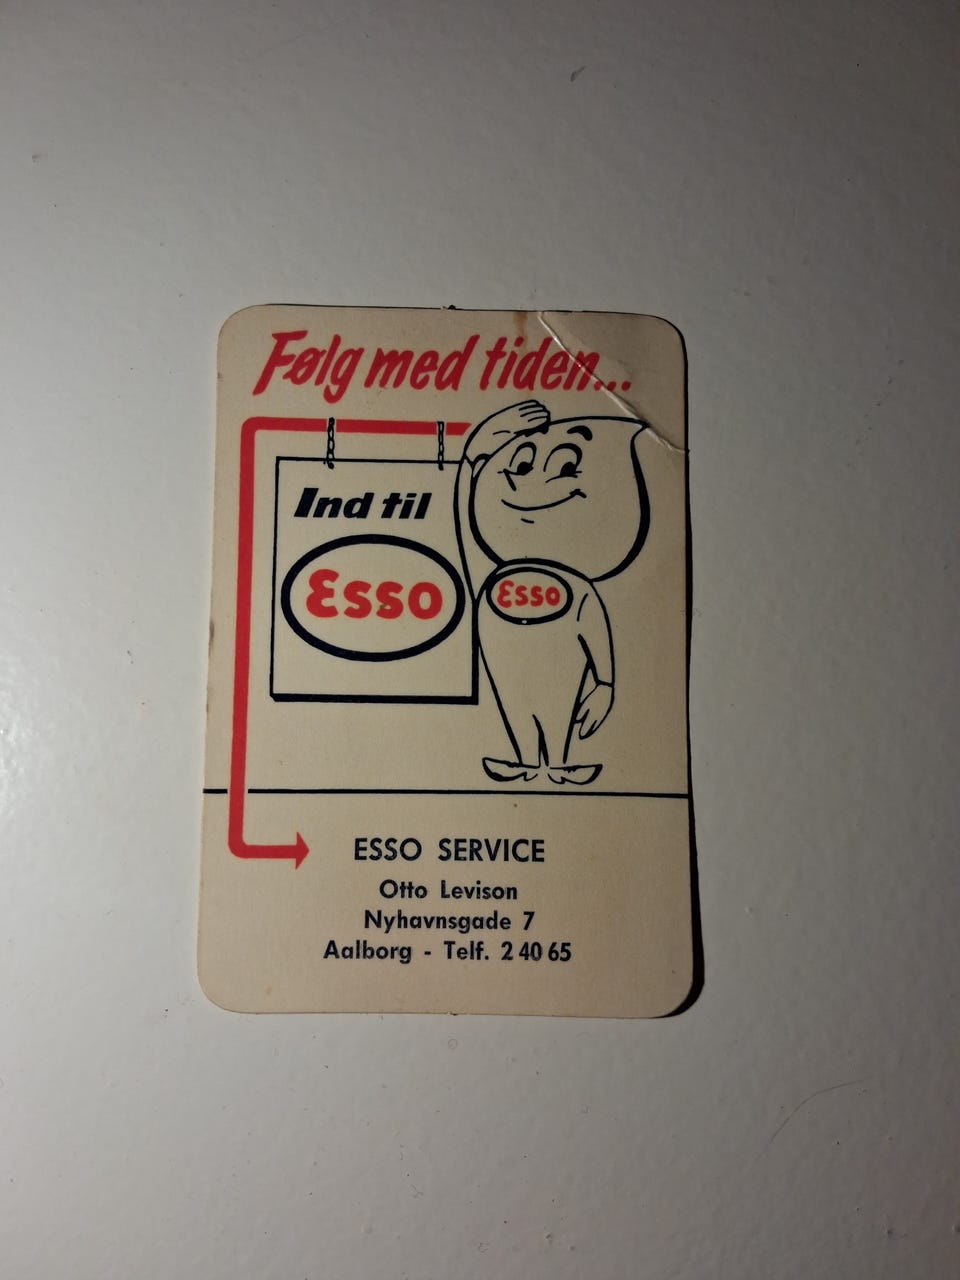 Følg med tiden...
Ind til
Esso
Esso
ESSO SERVICE
Otto Levison
Nyhavnsgade 7
Aalborg - Telf. 2 40 65